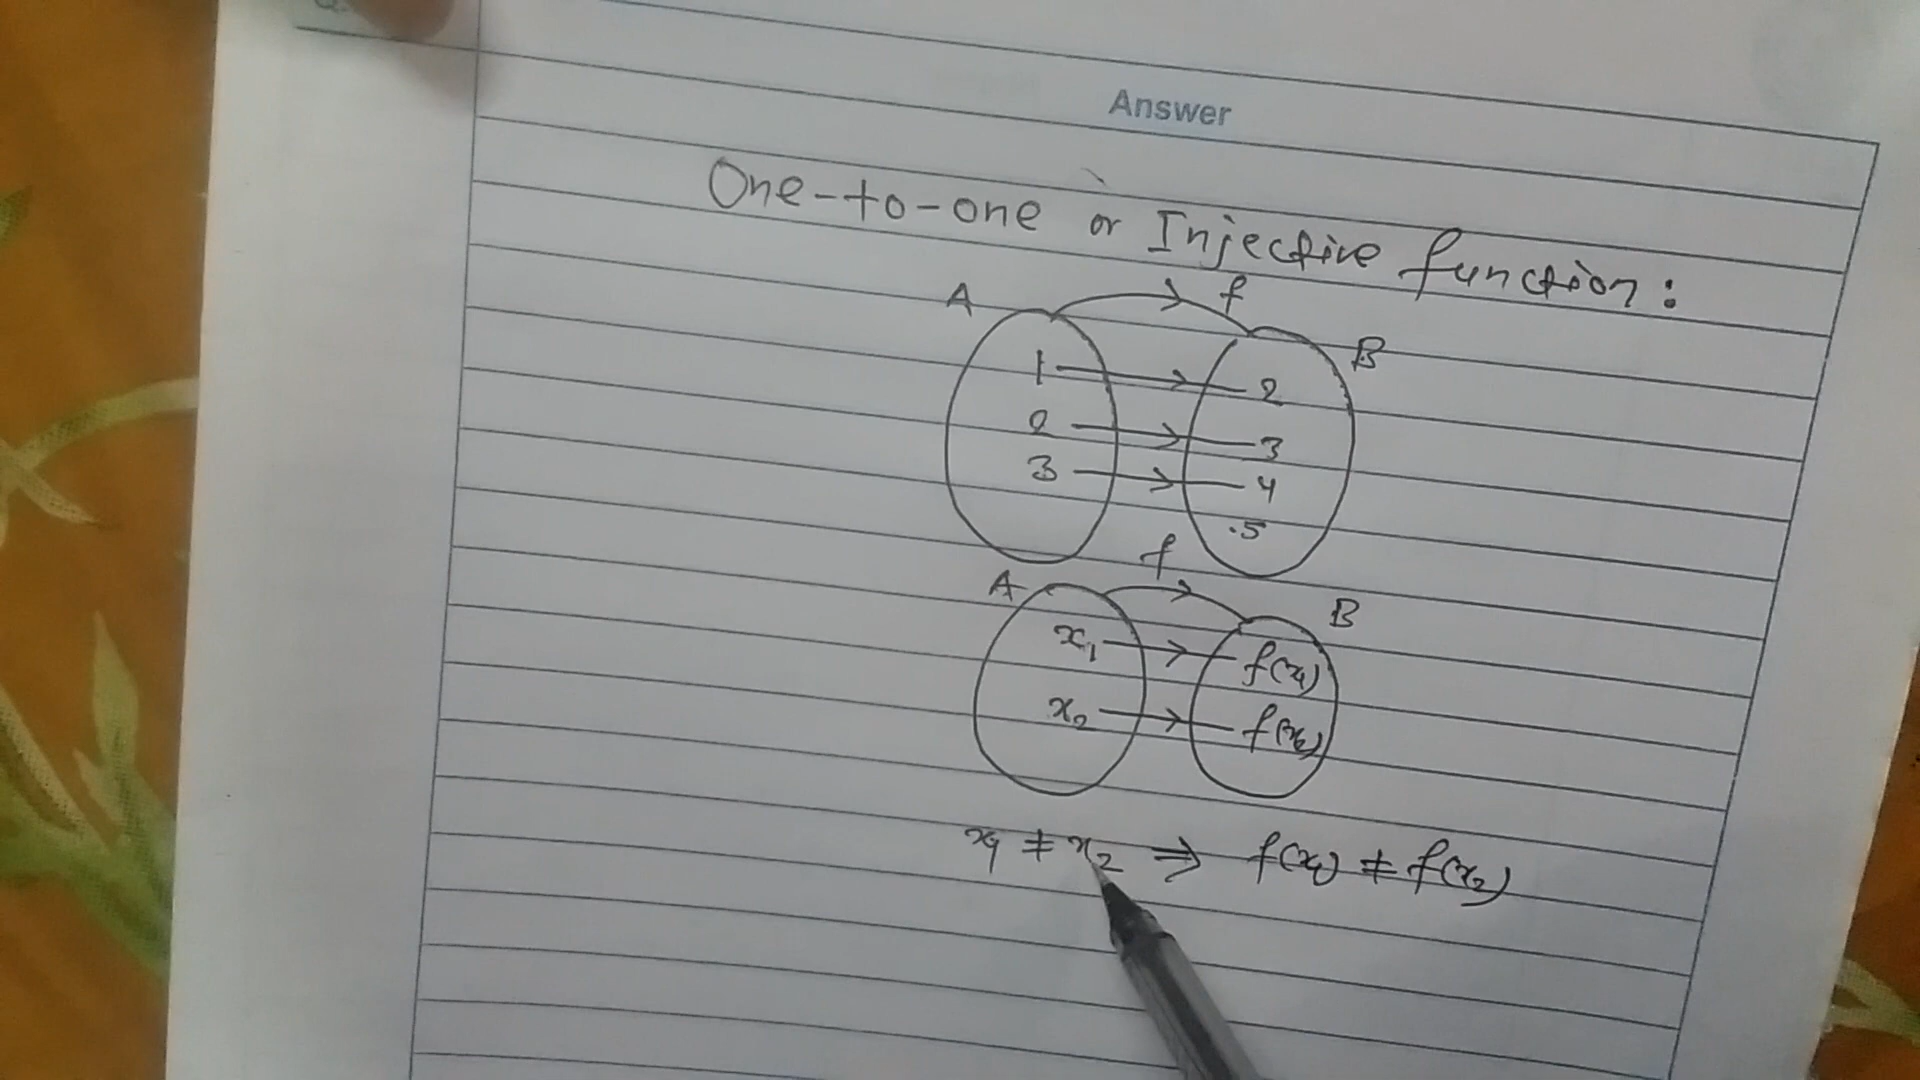 Answer
One-to-one or Injective function:
A f B
1 2
2 3
3 4
.5
A f B
x₁ f(x₁)
x₂ f(x₂)
x₁ ≠ x₂ ⇒ f(x₁) ≠ f(x₂)